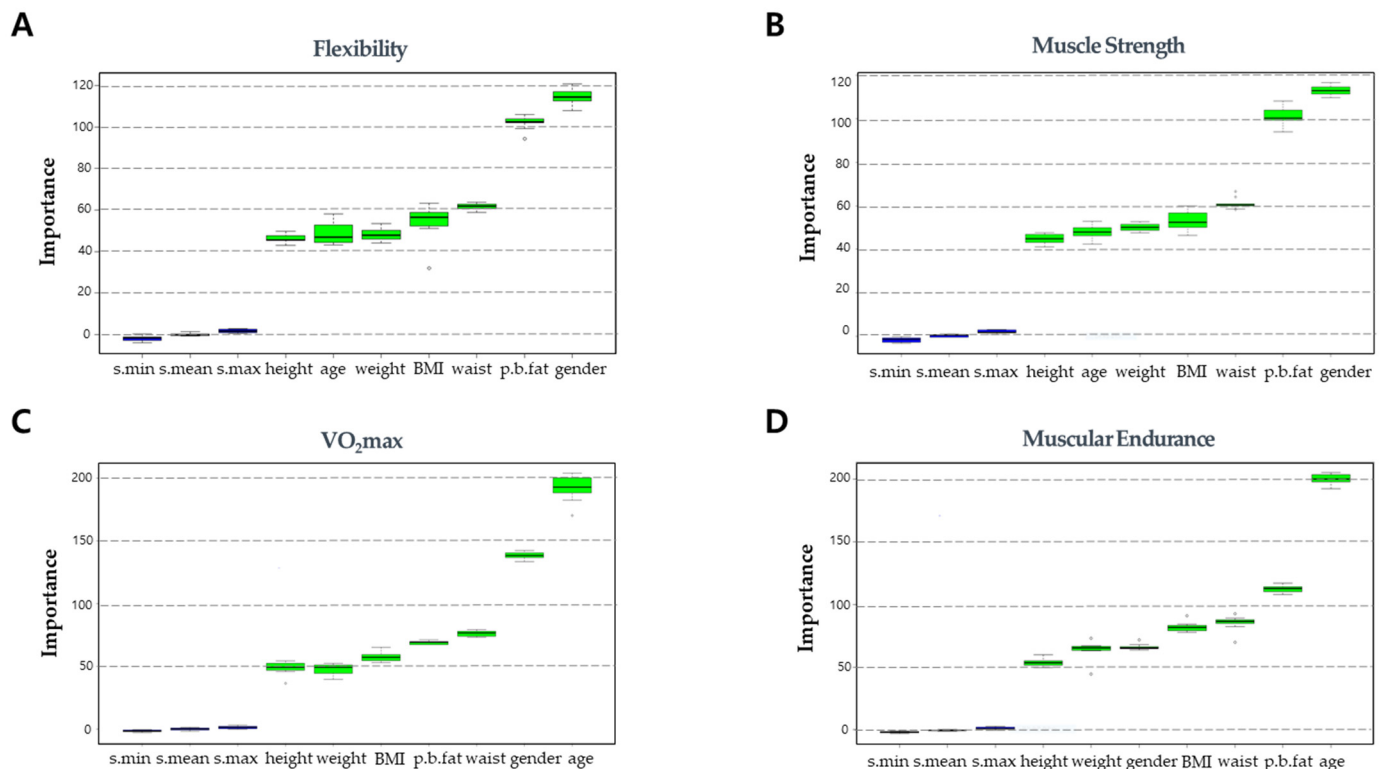 A
Flexibility
Importance
120
100
80
60
40
20
0
s.min s.mean s.max height age weight BMI waist p.b.fat gender
B
Muscle Strength
Importance
120
100
80
60
40
20
0
s.min s.mean s.max height age weight BMI waist p.b.fat gender
C
VO₂max
Importance
200
150
100
50
0
s.min s.mean s.max height weight BMI p.b.fat waist gender age
D
Muscular Endurance
Importance
200
150
100
50
0
s.min s.mean s.max height weight gender BMI waist p.b.fat age